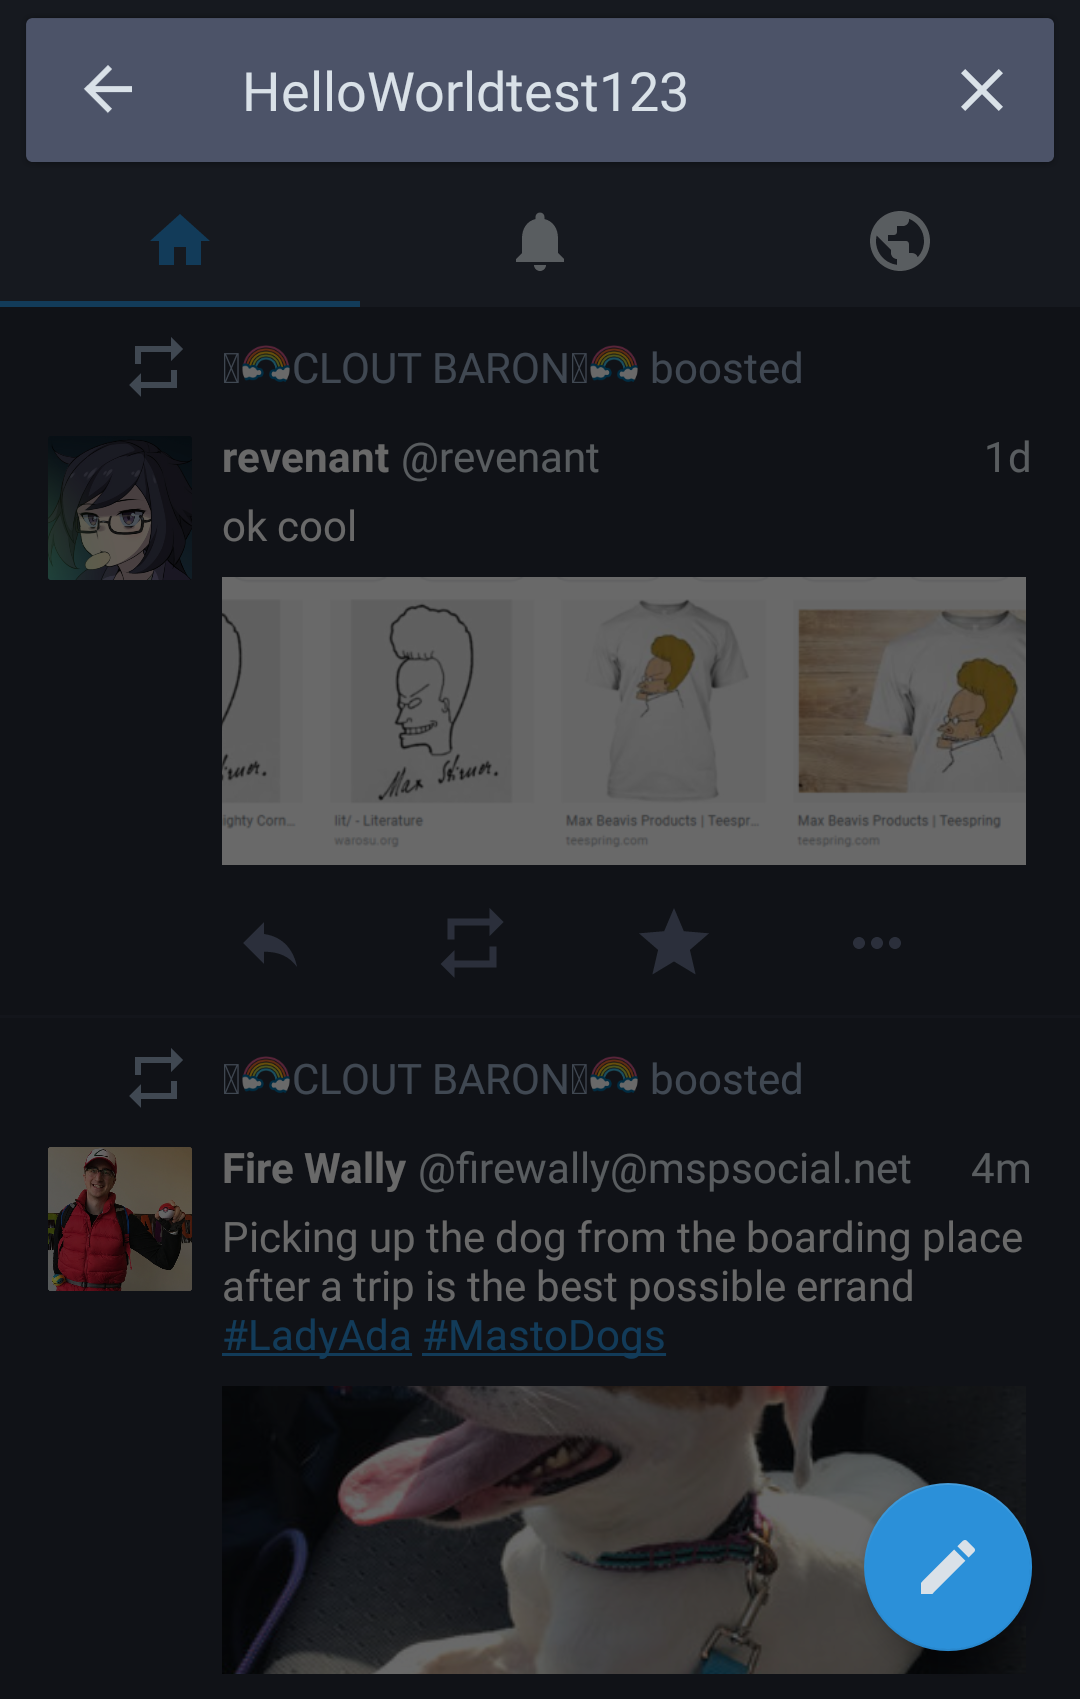 HelloWorldtest123
🌈CLOUT BARON🌈 boosted
revenant @revenant 1d
ok cool
Max Stirner.
ighty Corn...
lit/ - Literature
Max Beavis Products | Teespr...
Max Beavis Products | Teespring
warosu.org
teespring.com
teespring.com
🌈CLOUT BARON🌈 boosted
Fire Wally @firewally@mspsocial.net 4m
Picking up the dog from the boarding place
after a trip is the best possible errand
#LadyAda #MastoDogs